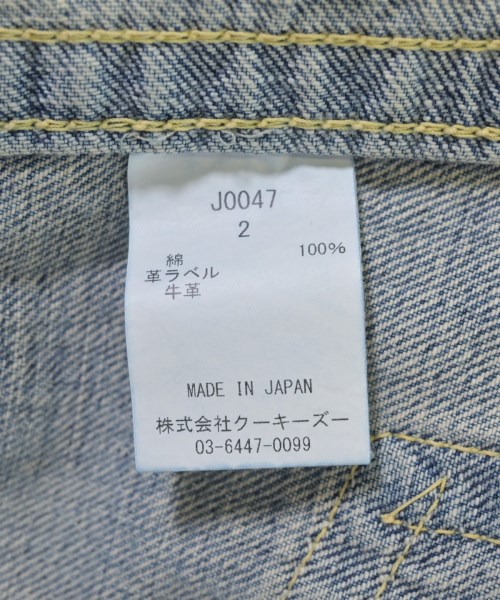 J0047
2
綿 100%
革ラベル
牛革
MADE IN JAPAN
株式会社クーキーズー
03-6447-0099